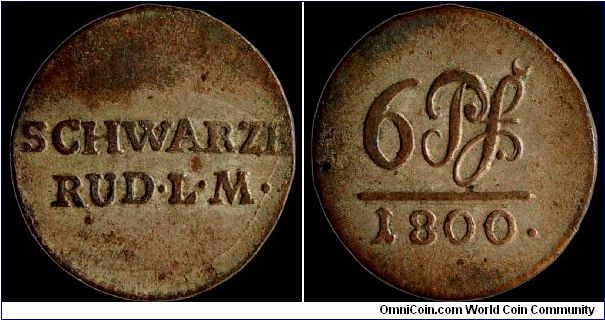 SCHWARZB
RUD·L·M·
6 Pf
1800.
OmniCoin.com World Coin Community